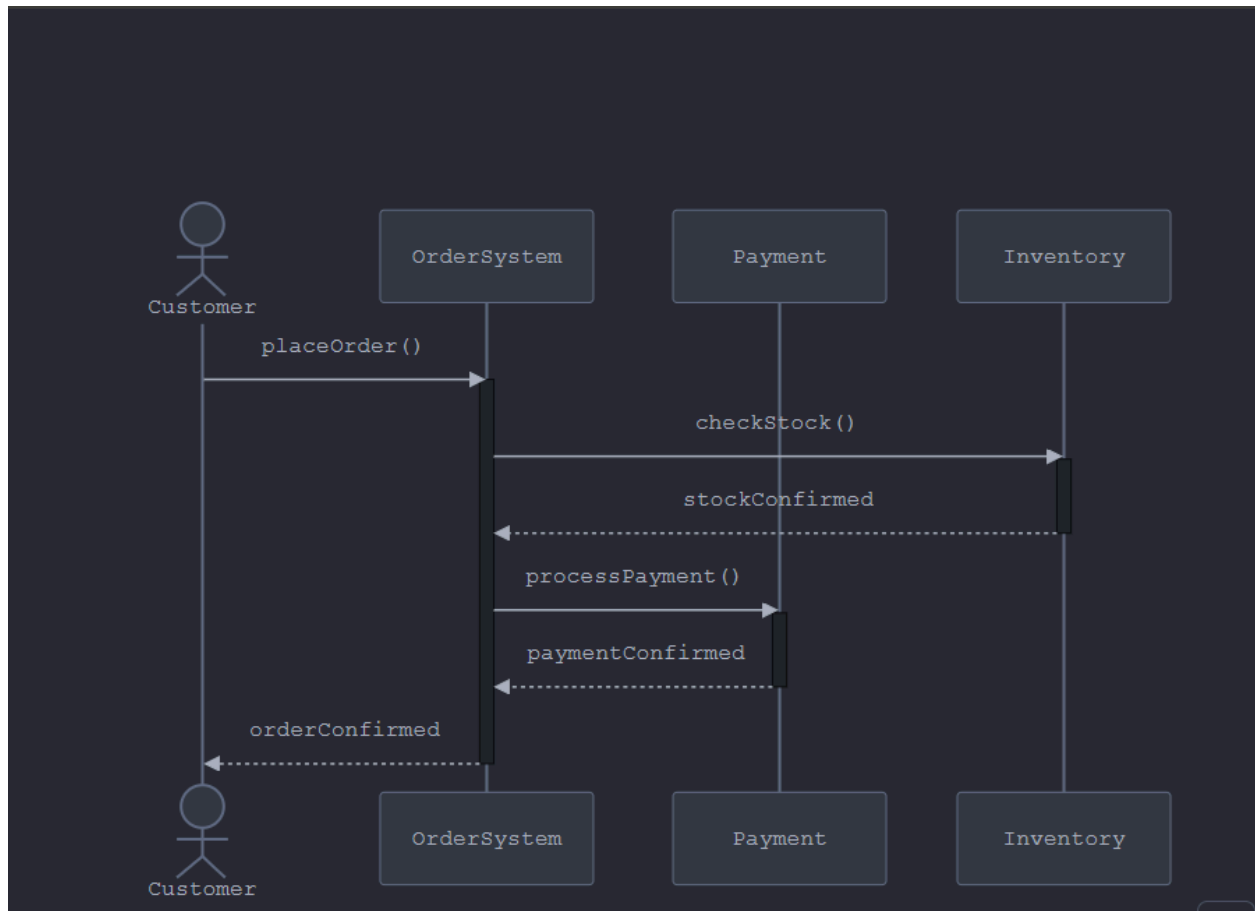 OrderSystem
Payment
Inventory
Customer
placeOrder()
checkStock()
stockConfirmed
processPayment()
paymentConfirmed
orderConfirmed
OrderSystem
Payment
Inventory
Customer